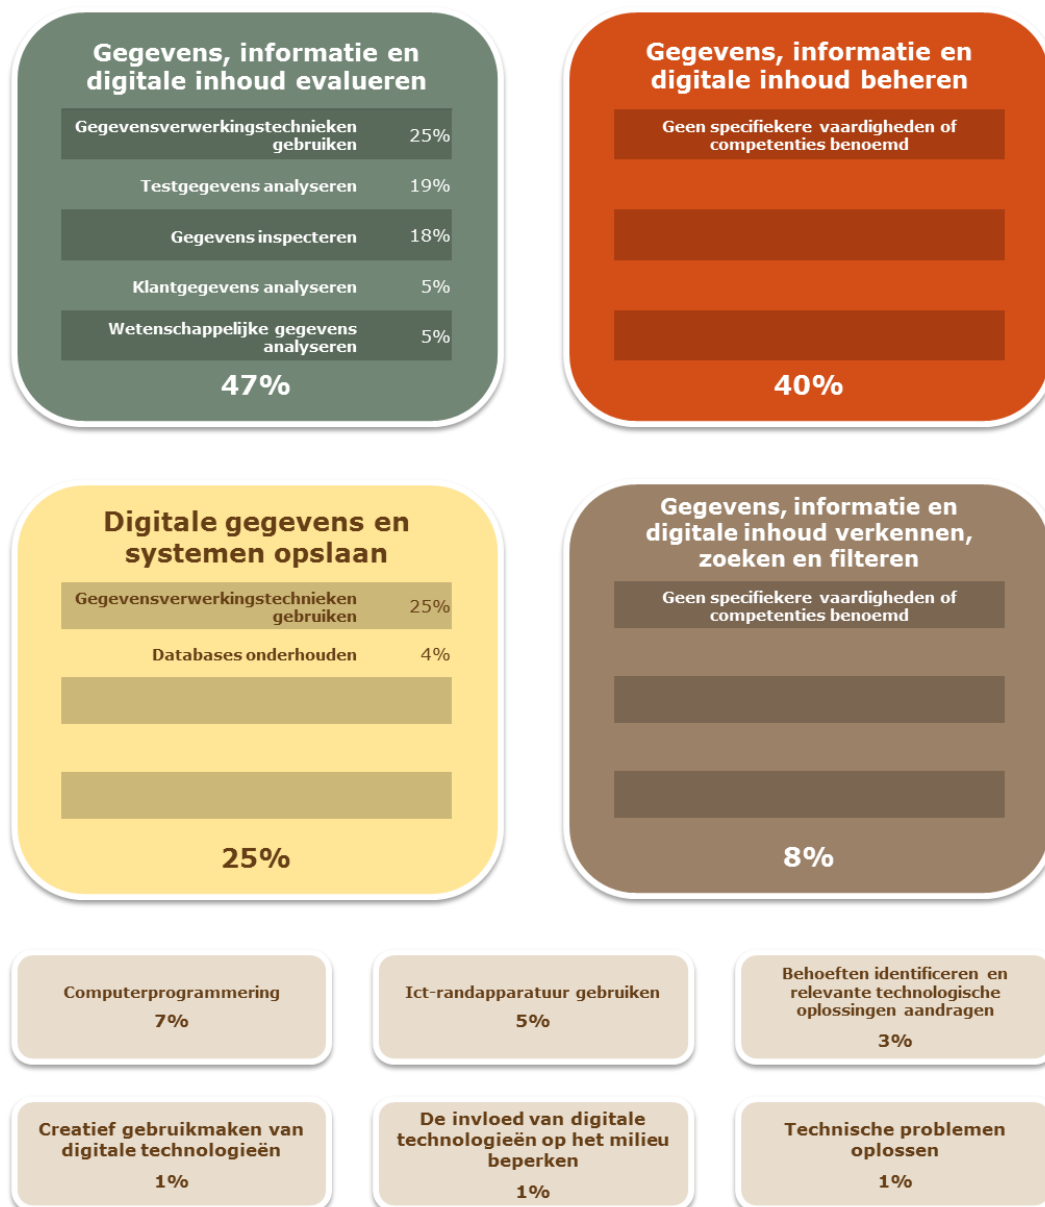 Gegevens, informatie en
digitale inhoud evalueren
Gegevensverwerkingstechnieken
gebruiken 25%
Testgegevens analyseren 19%
Gegevens inspecteren 18%
Klantgegevens analyseren 5%
Wetenschappelijke gegevens
analyseren 5%
47%
Gegevens, informatie en
digitale inhoud beheren
Geen specifiekere vaardigheden of
competenties benoemd
40%
Digitale gegevens en
systemen opslaan
Gegevensverwerkingstechnieken
gebruiken 25%
Databases onderhouden 4%
25%
Gegevens, informatie en
digitale inhoud verkennen,
zoeken en filteren
Geen specifiekere vaardigheden of
competenties benoemd
8%
Computerprogrammering
7%
Ict-randapparatuur gebruiken
5%
Behoeften identificeren en
relevante technologische
oplossingen aandragen
3%
Creatief gebruikmaken van
digitale technologieën
1%
De invloed van digitale
technologieën op het milieu
beperken
1%
Technische problemen
oplossen
1%